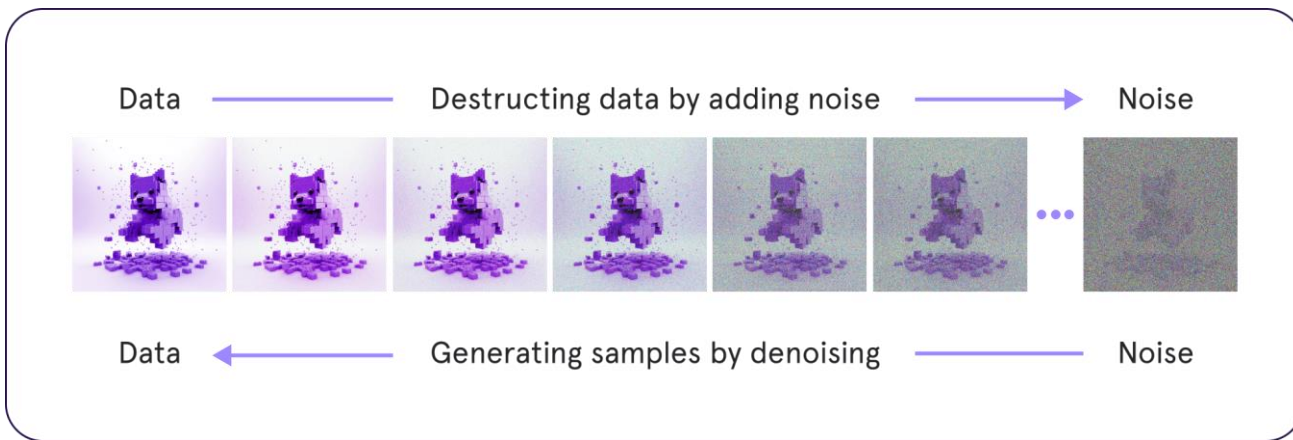 Data Destructing data by adding noise Noise
Data Generating samples by denoising Noise